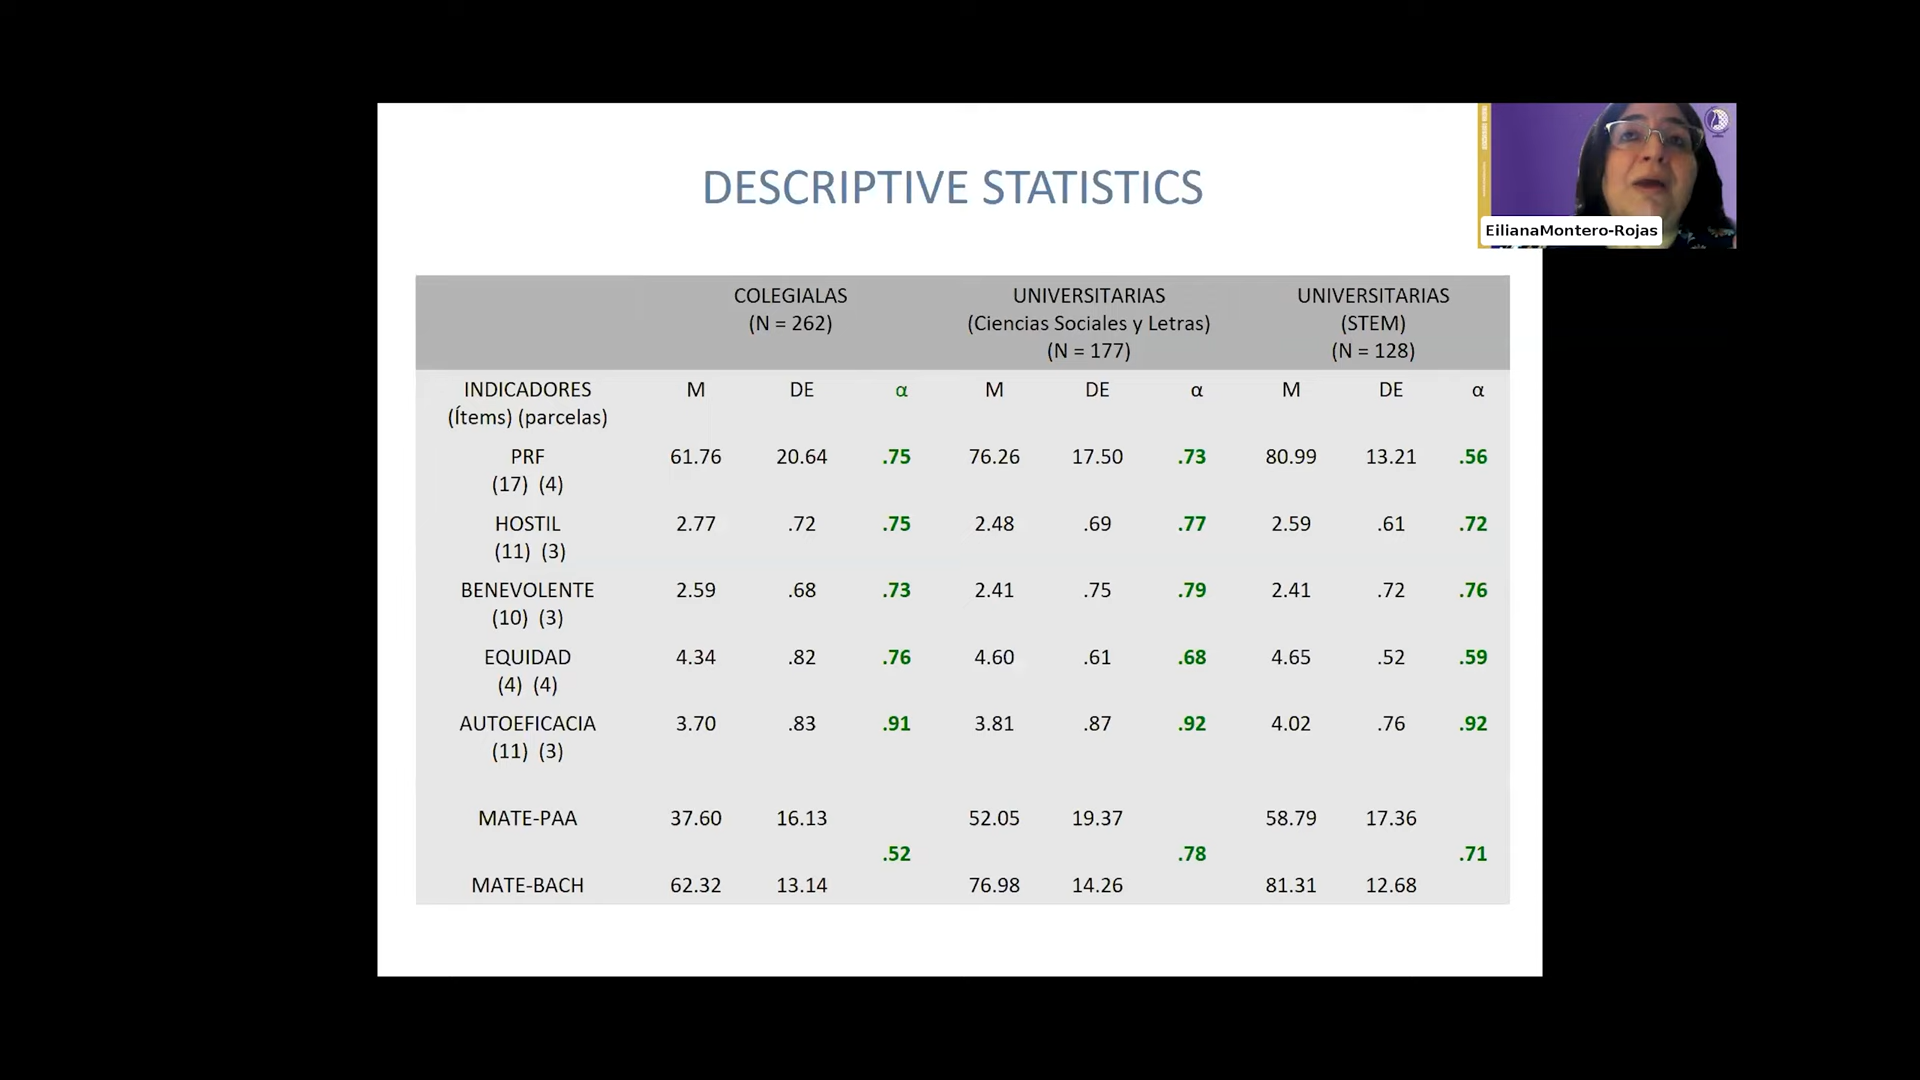 DESCRIPTIVE STATISTICS
EilianaMontero-Rojas
COLEGIALAS UNIVERSITARIAS UNIVERSITARIAS
(N = 262) (Ciencias Sociales y Letras) (STEM)
(N = 177) (N = 128)
INDICADORES M DE α M DE α M DE α
(Ítems) (parcelas)
PRF 61.76 20.64 .75 76.26 17.50 .73 80.99 13.21 .56
(17) (4)
HOSTIL 2.77 .72 .75 2.48 .69 .77 2.59 .61 .72
(11) (3)
BENEVOLENTE 2.59 .68 .73 2.41 .75 .79 2.41 .72 .76
(10) (3)
EQUIDAD 4.34 .82 .76 4.60 .61 .68 4.65 .52 .59
(4) (4)
AUTOEFICACIA 3.70 .83 .91 3.81 .87 .92 4.02 .76 .92
(11) (3)
MATE-PAA 37.60 16.13 52.05 19.37 58.79 17.36
.52 .78 .71
MATE-BACH 62.32 13.14 76.98 14.26 81.31 12.68